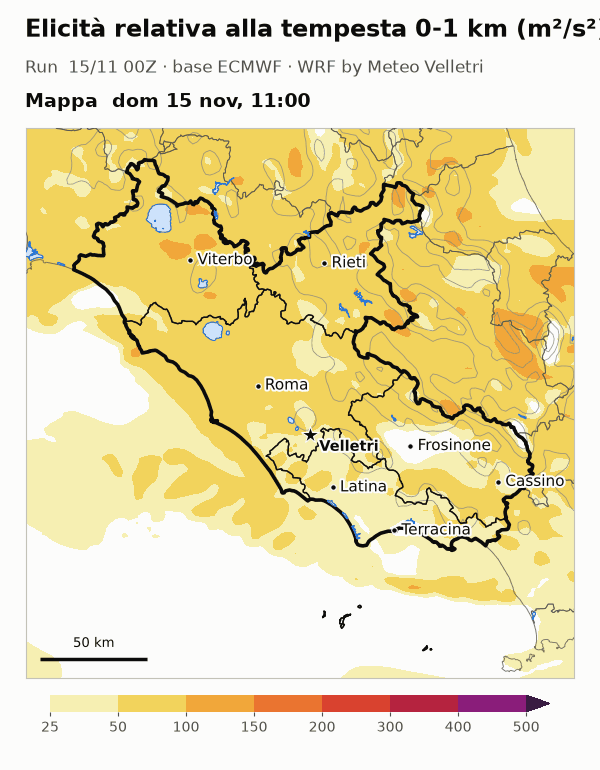 Elicità relativa alla tempesta 0-1 km (m²/s²)
Run 15/11 00Z · base ECMWF · WRF by Meteo Velletri
Mappa dom 15 nov, 11:00
Viterbo
Rieti
Roma
Velletri
Frosinone
Latina
Cassino
Terracina
50 km
25 50 100 150 200 300 400 500